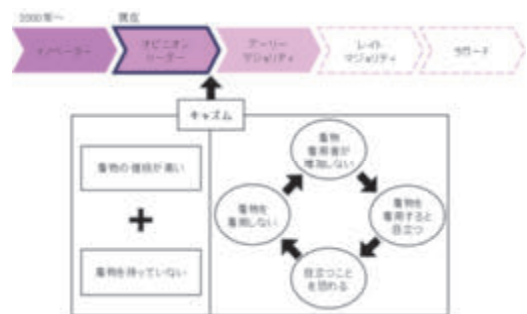 2000年～
現在
イノベーター
オピニオン
リーダー
アーリー
マジョリティ
レイト
マジョリティ
ラガード
キャズム
着物の値段が高い
着物を持っていない
着物
着用者が
増加しない
着物を
着用すると
目立つ
目立つこと
を恐れる
着物を
着用しない